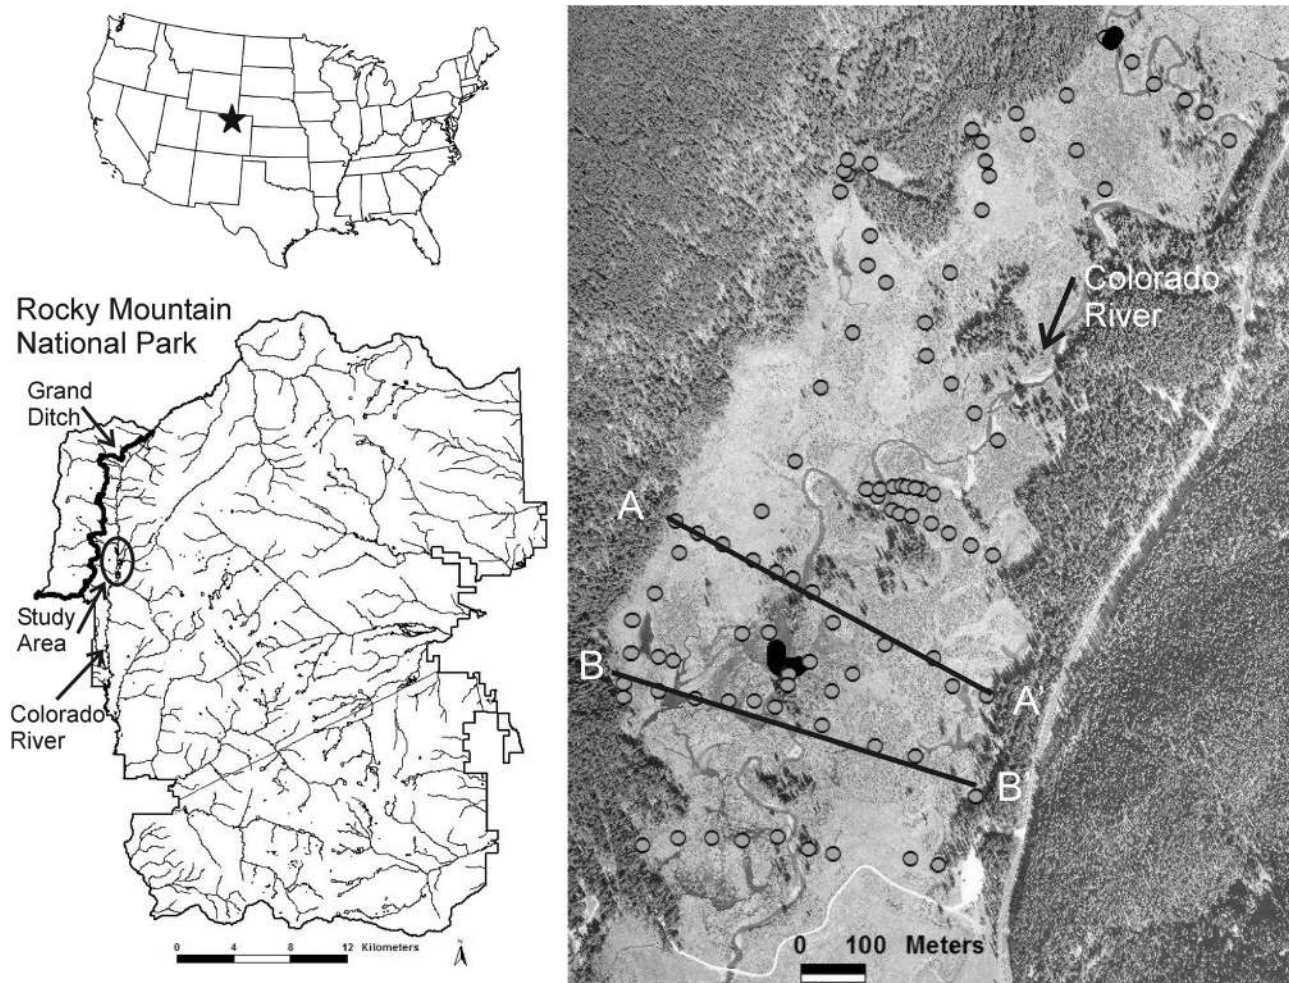 Rocky Mountain
National Park
Grand
Ditch
Study
Area
Colorado
River
0 4 8 12 Kilometers
N
Colorado
River
A
A'
B
B'
0 100 Meters